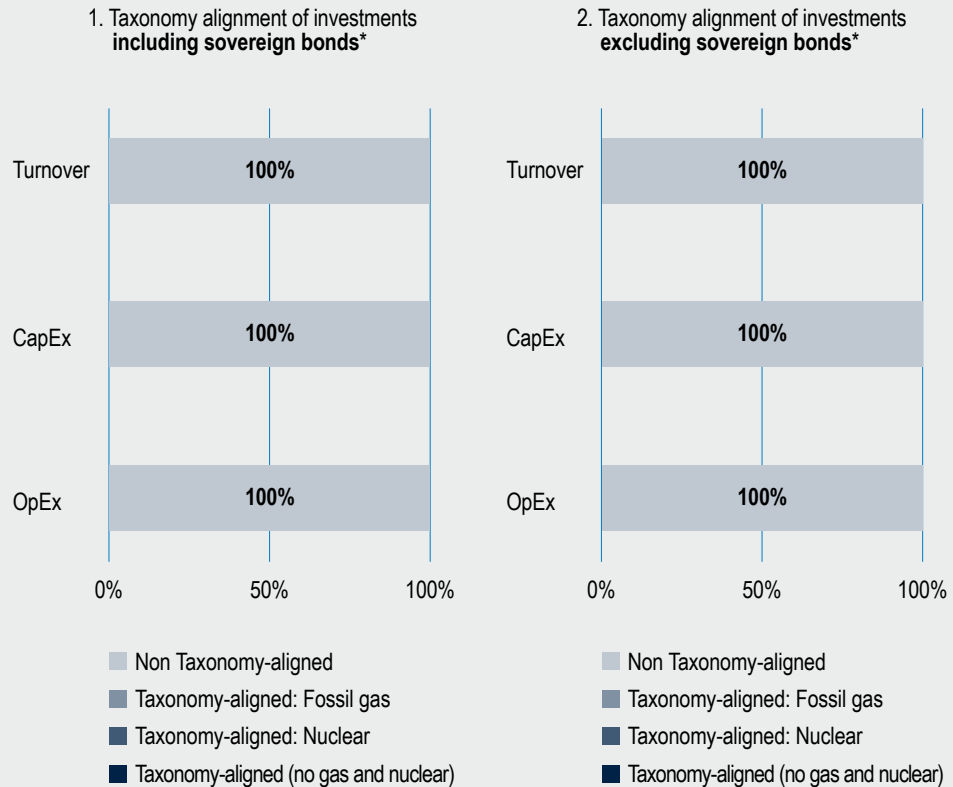 1. Taxonomy alignment of investments
including sovereign bonds*
Turnover
100%
CapEx
100%
OpEx
100%
0% 50% 100%
Non Taxonomy-aligned
Taxonomy-aligned: Fossil gas
Taxonomy-aligned: Nuclear
Taxonomy-aligned (no gas and nuclear)
2. Taxonomy alignment of investments
excluding sovereign bonds*
Turnover
100%
CapEx
100%
OpEx
100%
0% 50% 100%
Non Taxonomy-aligned
Taxonomy-aligned: Fossil gas
Taxonomy-aligned: Nuclear
Taxonomy-aligned (no gas and nuclear)